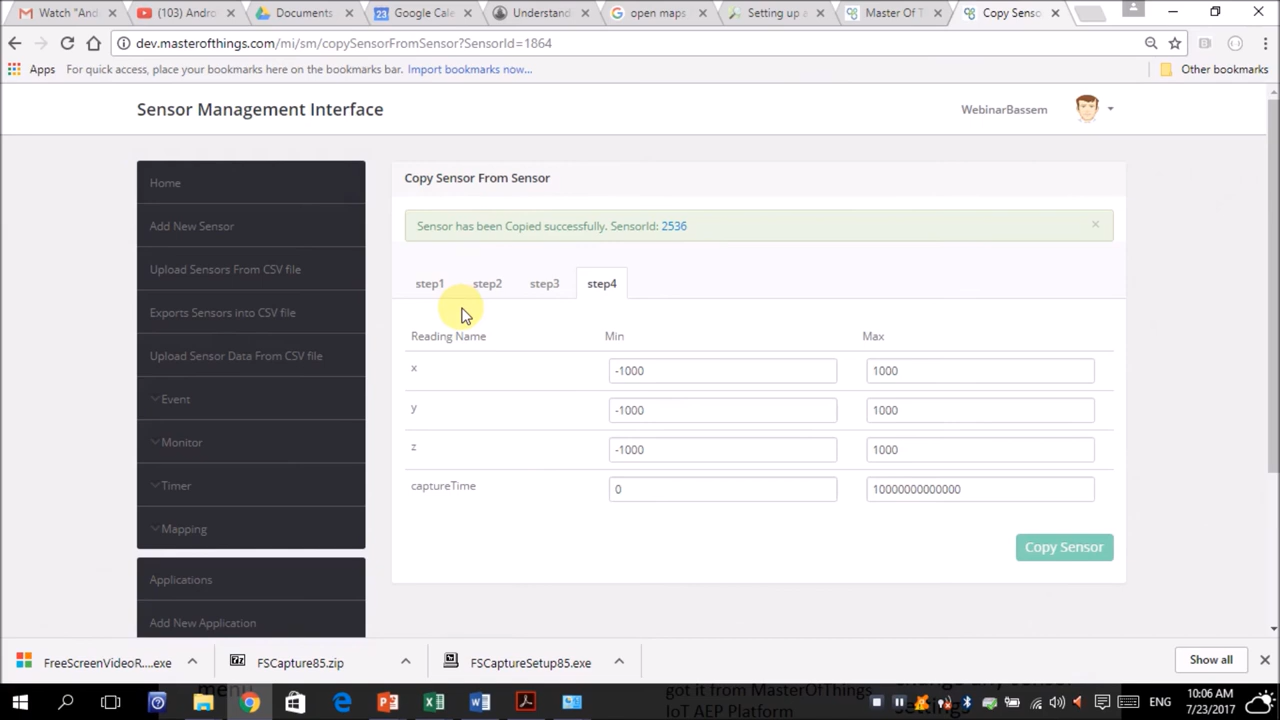 Watch "And
(103) Andro
Documents
Google Cale
Understand
open maps
Setting up a
Master Of T
Copy Senso
dev.masterofthings.com/mi/sm/copySensorFromSensor?SensorId=1864
Apps
For quick access, place your bookmarks here on the bookmarks bar. Import bookmarks now...
Other bookmarks
Sensor Management Interface
WebinarBassem
Home
Add New Sensor
Upload Sensors From CSV file
Exports Sensors into CSV file
Upload Sensor Data From CSV file
Event
Monitor
Timer
Mapping
Applications
Add New Application
Copy Sensor From Sensor
Sensor has been Copied successfully. SensorId: 2536
step1 step2 step3 step4
Reading Name Min Max
x -1000 1000
y -1000 1000
z -1000 1000
captureTime 0 10000000000000
Copy Sensor
FreeScreenVideoR....exe
FSCapture85.zip
FSCaptureSetup85.exe
Show all
menu
got it from MasterOfThings
IoT AEP Platform
settings
ENG
10:06 AM
7/23/2017